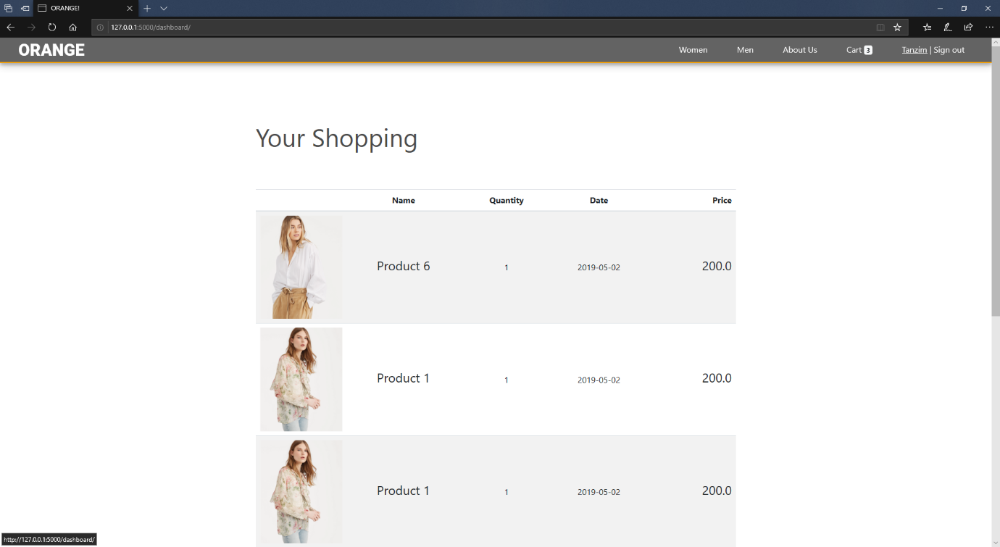 ORANGE!
127.0.0.1:5000/dashboard/
ORANGE Women Men About Us Cart 3 Tanzim | Sign out
Your Shopping
Name Quantity Date Price
Product 6 1 2019-05-02 200.0
Product 1 1 2019-05-02 200.0
Product 1 1 2019-05-02 200.0
http://127.0.0.1:5000/dashboard/